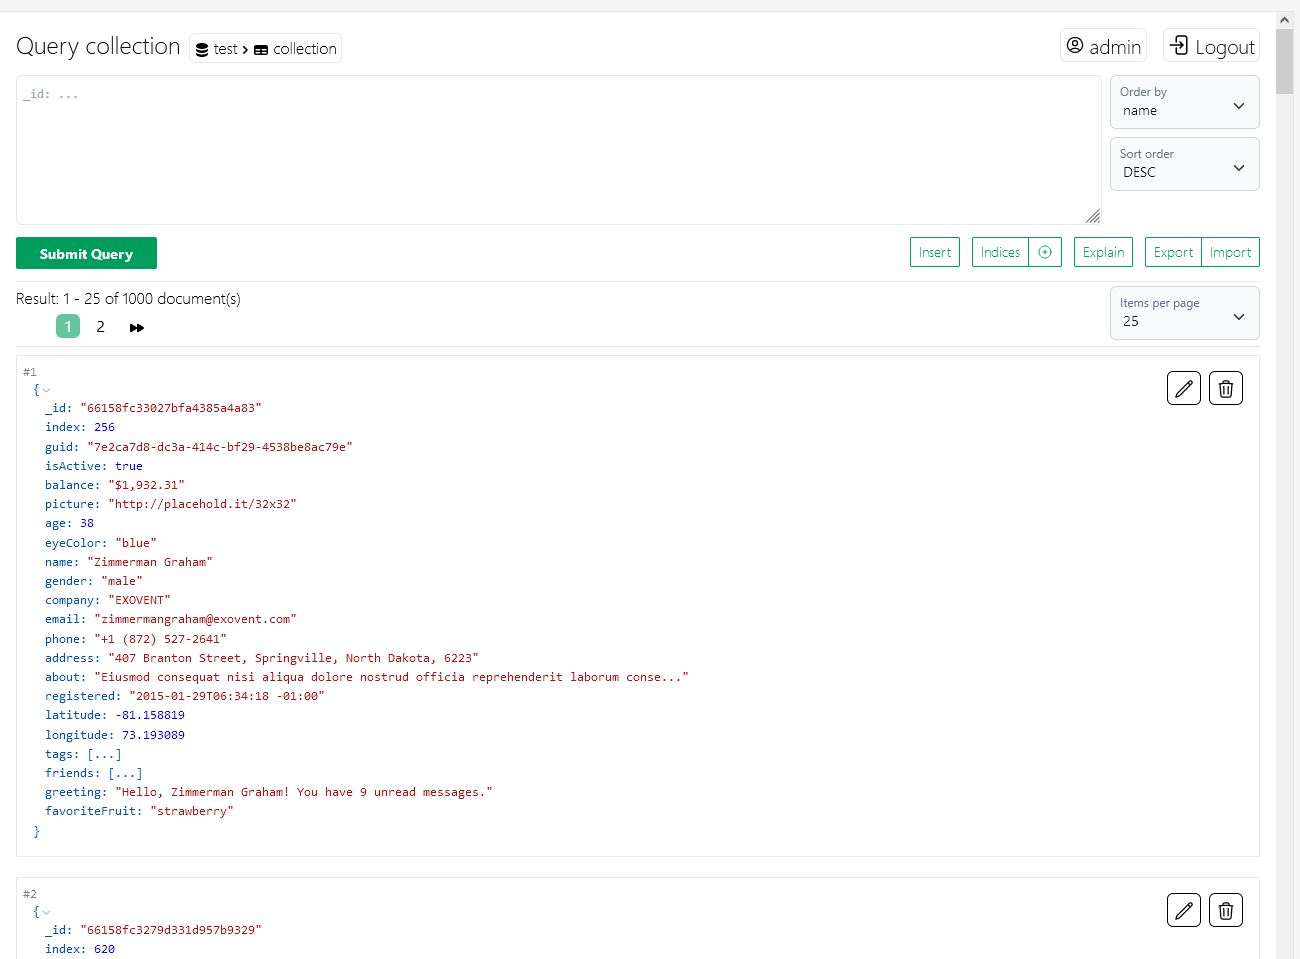 Query collection test collection admin Logout
_id: ...
Order by
name
Sort order
DESC
Submit Query Insert Indices Explain Export Import
Result: 1 - 25 of 1000 document(s)
Items per page
25
1 2
#1
{
_id: "66158fc33027bfa4385a4a83"
index: 256
guid: "7e2ca7d8-dc3a-414c-bf29-4538be8ac79e"
isActive: true
balance: "$1,932.31"
picture: "http://placehold.it/32x32"
age: 38
eyeColor: "blue"
name: "Zimmerman Graham"
gender: "male"
company: "EXOVENT"
email: "zimmermangraham@exovent.com"
phone: "+1 (872) 527-2641"
address: "407 Branton Street, Springville, North Dakota, 6223"
about: "Eiusmod consequat nisi aliqua dolore nostrud officia reprehenderit laborum conse..."
registered: "2015-01-29T06:34:18 -01:00"
latitude: -81.158819
longitude: 73.193089
tags: [...]
friends: [...]
greeting: "Hello, Zimmerman Graham! You have 9 unread messages."
favoriteFruit: "strawberry"
}
#2
{
_id: "66158fc3279d331d957b9329"
index: 620